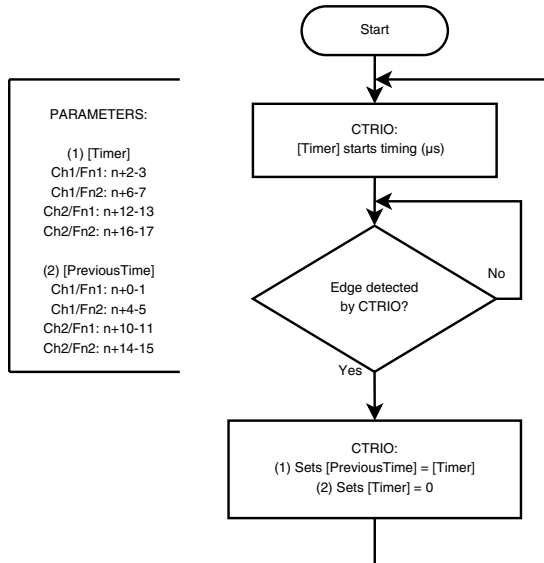 Start
PARAMETERS:
(1) [Timer]
Ch1/Fn1: n+2-3
Ch1/Fn2: n+6-7
Ch2/Fn1: n+12-13
Ch2/Fn2: n+16-17
(2) [PreviousTime]
Ch1/Fn1: n+0-1
Ch1/Fn2: n+4-5
Ch2/Fn1: n+10-11
Ch2/Fn2: n+14-15
CTRIO:
[Timer] starts timing (µs)
Edge detected
by CTRIO?
No
Yes
CTRIO:
(1) Sets [PreviousTime] = [Timer]
(2) Sets [Timer] = 0